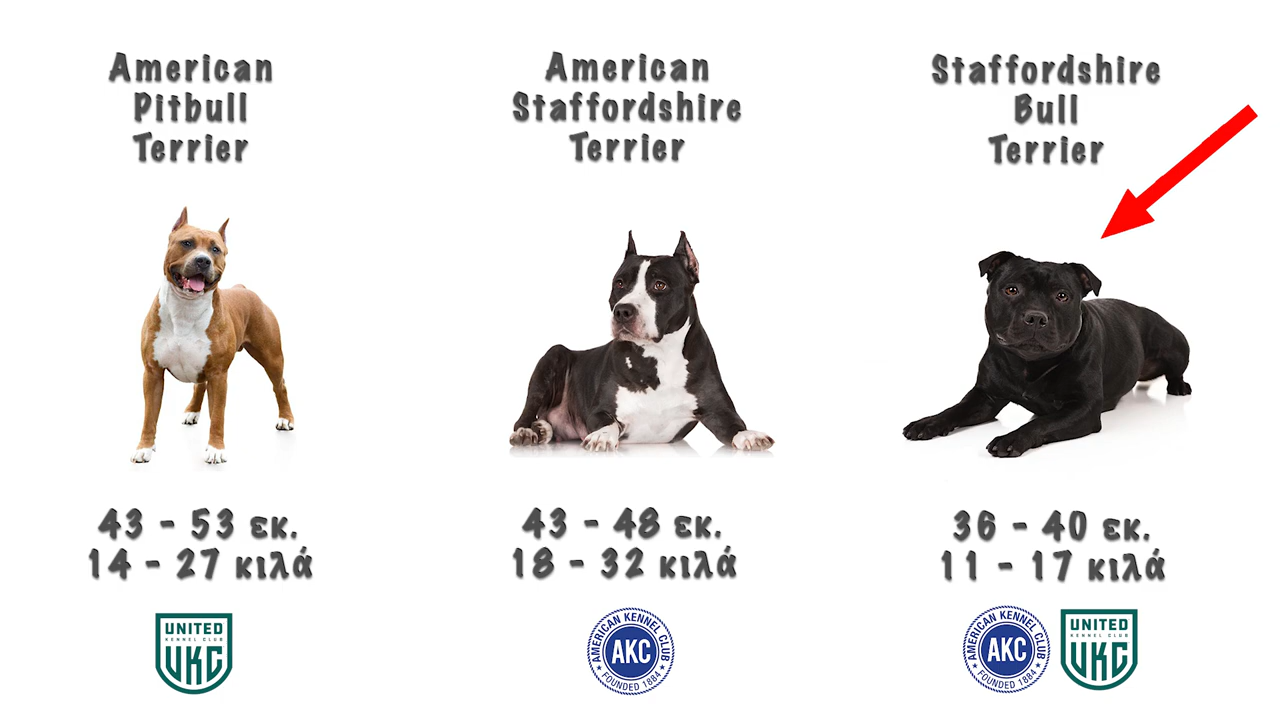 American
Pitbull
Terrier
43 - 53 εκ.
14 - 27 κιλά
UNITED
KENNEL CLUB
UKC
American
Staffordshire
Terrier
43 - 48 εκ.
18 - 32 κιλά
AMERICAN KENNEL CLUB
AKC
FOUNDED 1884
Staffordshire
Bull
Terrier
36 - 40 εκ.
11 - 17 κιλά
AMERICAN KENNEL CLUB
AKC
FOUNDED 1884
UNITED
KENNEL CLUB
UKC